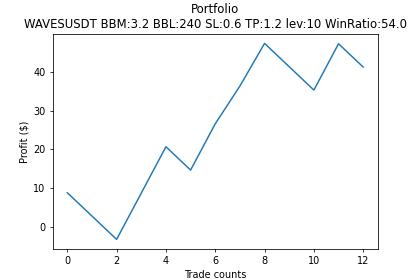 Portfolio
WAVESUSDT BBM:3.2 BBL:240 SL:0.6 TP:1.2 lev:10 WinRatio:54.0
40
30
20
10
0
Profit ($)
0 2 4 6 8 10 12
Trade counts